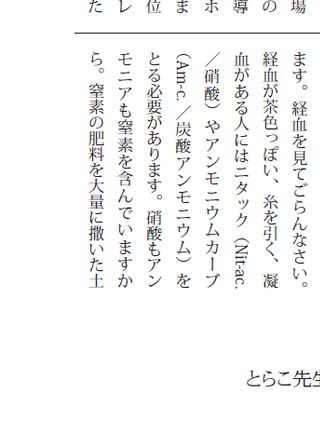 場
の
導
ホ
ま
位
レ
た
ます。経血を見てごらんなさい。
経血が茶色っぽい、糸を引く、凝
血がある人にはニタック（Nit-ac.
／硝酸）やアンモニウムカーブ
（Am-c.／炭酸アンモニウム）を
とる必要があります。硝酸もアン
モニアも窒素を含んでいますか
ら。窒素の肥料を大量に撒いた土
とらこ先生